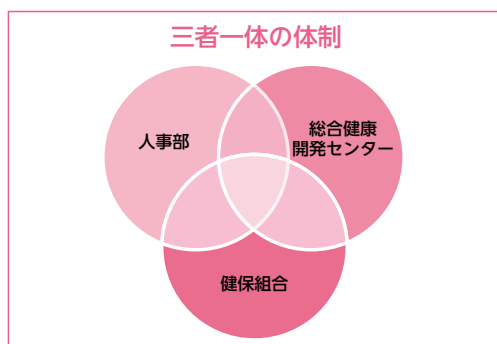 三者一体の体制
人事部
総合健康
開発センター
健保組合